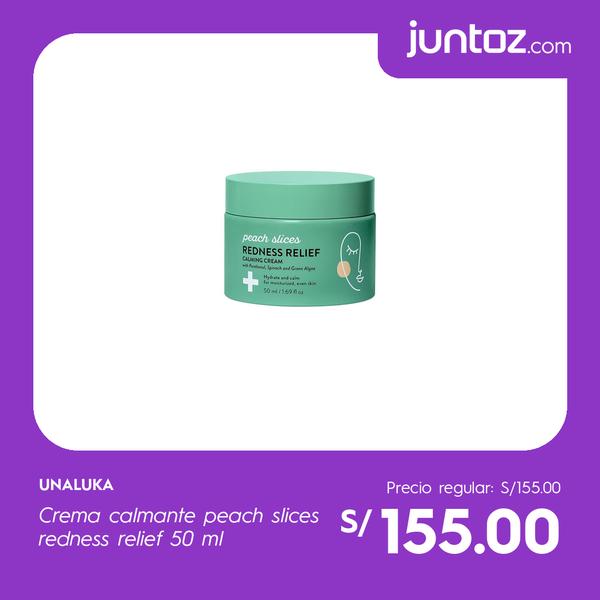 juntoz.com
peach slices
REDNESS RELIEF
CALMING CREAM
with Panthenol, Spinach and Green Algae
Hydrate and calm
for moisturized, even skin
50 ml / 1.69 fl oz
UNALUKA
Crema calmante peach slices
redness relief 50 ml
Precio regular: S/155.00
S/155.00